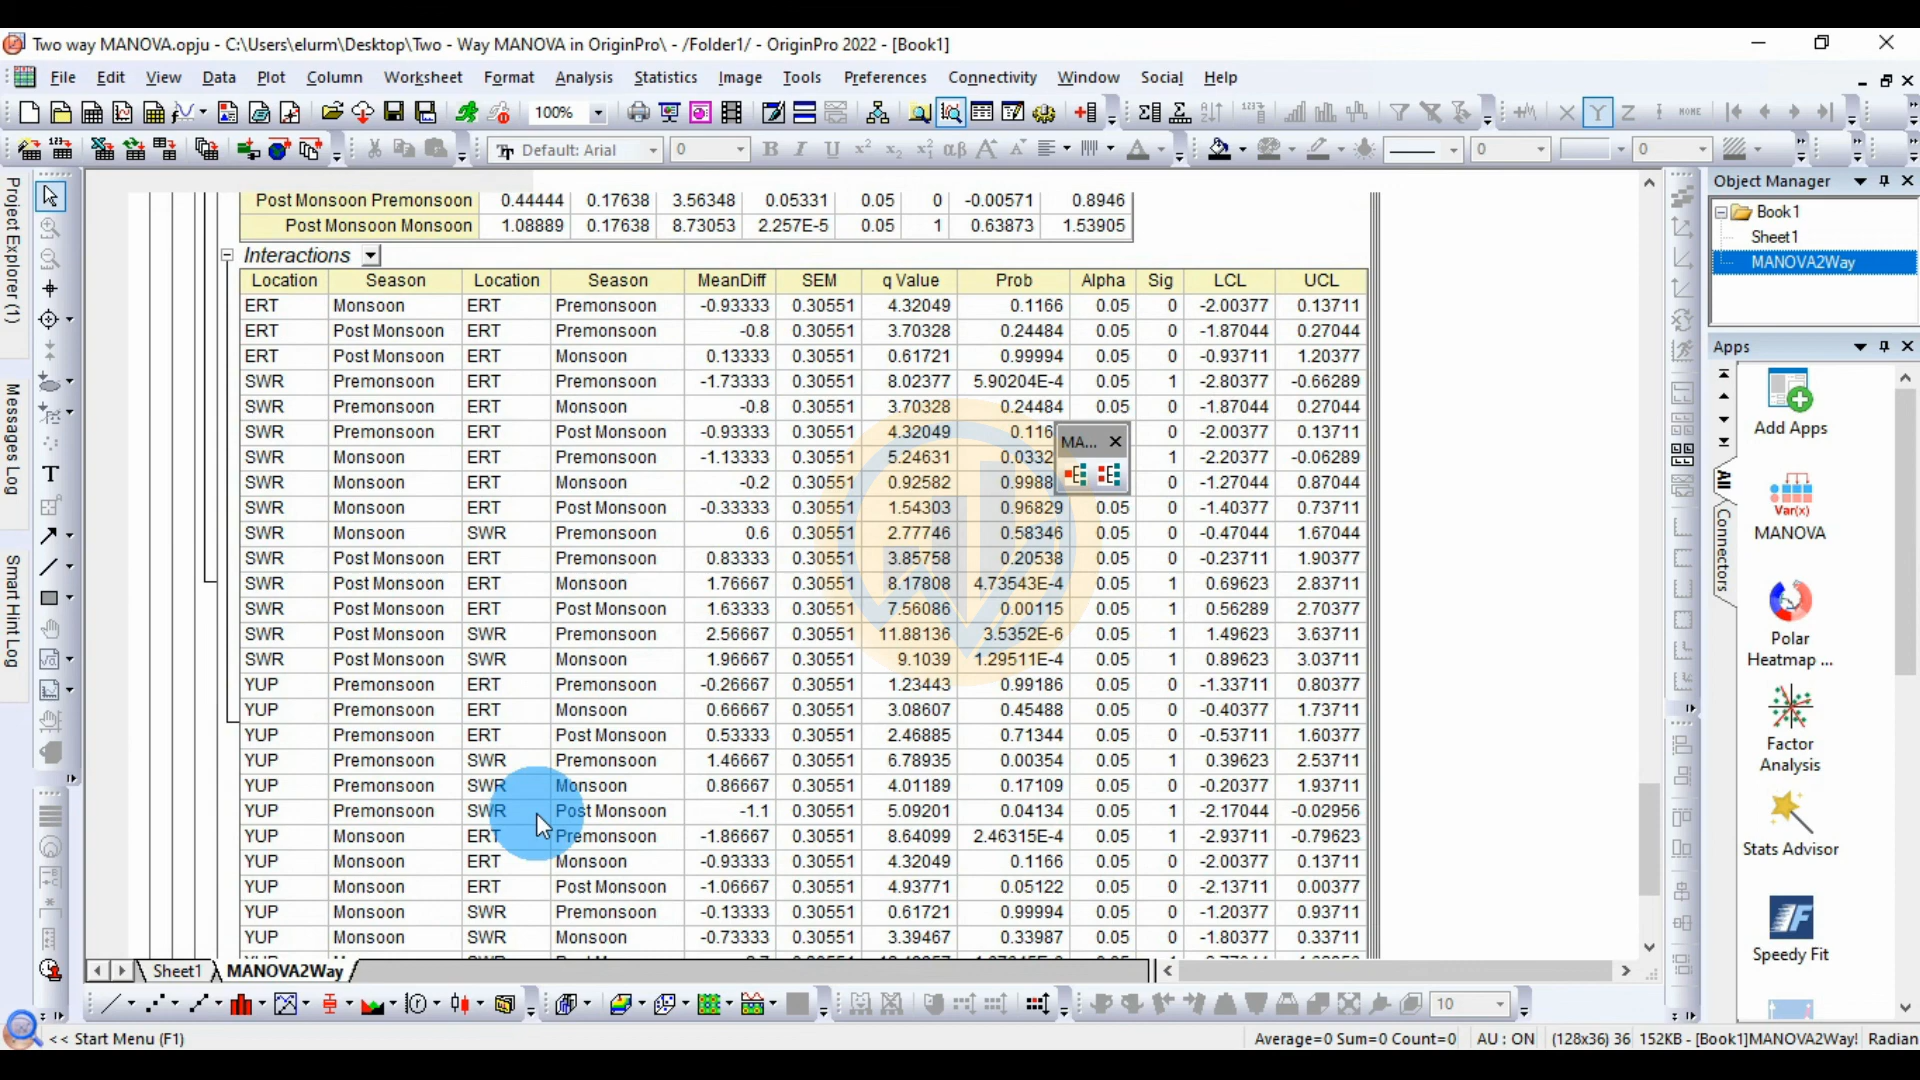 Two way MANOVA.opju - C:\Users\elurm\Desktop\Two - Way MANOVA in OriginPro\ - /Folder1/ - OriginPro 2022 - [Book1]
File Edit View Data Plot Column Worksheet Format Analysis Statistics Image Tools Preferences Connectivity Window Social Help
100%
Default: Arial 0 B I U αβ A 0 0
Project Explorer (1)
Messages Log
Smart Hint Log
Post Monsoon Premonsoon 0.44444 0.17638 3.56348 0.05331 0.05 0 -0.00571 0.8946
Post Monsoon Monsoon 1.08889 0.17638 8.73053 2.257E-5 0.05 1 0.63873 1.53905
Interactions
Location Season Location Season MeanDiff SEM q Value Prob Alpha Sig LCL UCL
ERT Monsoon ERT Premonsoon -0.93333 0.30551 4.32049 0.1166 0.05 0 -2.00377 0.13711
ERT Post Monsoon ERT Premonsoon -0.8 0.30551 3.70328 0.24484 0.05 0 -1.87044 0.27044
ERT Post Monsoon ERT Monsoon 0.13333 0.30551 0.61721 0.99994 0.05 0 -0.93711 1.20377
SWR Premonsoon ERT Premonsoon -1.73333 0.30551 8.02377 5.90204E-4 0.05 1 -2.80377 -0.66289
SWR Premonsoon ERT Monsoon -0.8 0.30551 3.70328 0.24484 0.05 0 -1.87044 0.27044
SWR Premonsoon ERT Post Monsoon -0.93333 0.30551 4.32049 0.116 0 -2.00377 0.13711
SWR Monsoon ERT Premonsoon -1.13333 0.30551 5.24631 0.0332 1 -2.20377 -0.06289
SWR Monsoon ERT Monsoon -0.2 0.30551 0.92582 0.9988 0 -1.27044 0.87044
SWR Monsoon ERT Post Monsoon -0.33333 0.30551 1.54303 0.96829 0.05 0 -1.40377 0.73711
SWR Monsoon SWR Premonsoon 0.6 0.30551 2.77746 0.58346 0.05 0 -0.47044 1.67044
SWR Post Monsoon ERT Premonsoon 0.83333 0.30551 3.85758 0.20538 0.05 0 -0.23711 1.90377
SWR Post Monsoon ERT Monsoon 1.76667 0.30551 8.17808 4.73543E-4 0.05 1 0.69623 2.83711
SWR Post Monsoon ERT Post Monsoon 1.63333 0.30551 7.56086 0.00115 0.05 1 0.56289 2.70377
SWR Post Monsoon SWR Premonsoon 2.56667 0.30551 11.88136 3.5352E-6 0.05 1 1.49623 3.63711
SWR Post Monsoon SWR Monsoon 1.96667 0.30551 9.1039 1.29511E-4 0.05 1 0.89623 3.03711
YUP Premonsoon ERT Premonsoon -0.26667 0.30551 1.23443 0.99186 0.05 0 -1.33711 0.80377
YUP Premonsoon ERT Monsoon 0.66667 0.30551 3.08607 0.45488 0.05 0 -0.40377 1.73711
YUP Premonsoon ERT Post Monsoon 0.53333 0.30551 2.46885 0.71344 0.05 0 -0.53711 1.60377
YUP Premonsoon SWR Premonsoon 1.46667 0.30551 6.78935 0.00354 0.05 1 0.39623 2.53711
YUP Premonsoon SWR Monsoon 0.86667 0.30551 4.01189 0.17109 0.05 0 -0.20377 1.93711
YUP Premonsoon SWR Post Monsoon -1.1 0.30551 5.09201 0.04134 0.05 1 -2.17044 -0.02956
YUP Monsoon ERT Premonsoon -1.86667 0.30551 8.64099 2.46315E-4 0.05 1 -2.93711 -0.79623
YUP Monsoon ERT Monsoon -0.93333 0.30551 4.32049 0.1166 0.05 0 -2.00377 0.13711
YUP Monsoon ERT Post Monsoon -1.06667 0.30551 4.93771 0.05122 0.05 0 -2.13711 0.00377
YUP Monsoon SWR Premonsoon -0.13333 0.30551 0.61721 0.99994 0.05 0 -1.20377 0.93711
YUP Monsoon SWR Monsoon -0.73333 0.30551 3.39467 0.33987 0.05 0 -1.80377 0.33711
MA...
Object Manager
Book1
Sheet1
MANOVA2Way
Apps
All
Connectors
Add Apps
MANOVA
Polar
Heatmap ...
Factor
Analysis
Stats Advisor
Speedy Fit
Sheet1 MANOVA2Way
10
<< Start Menu (F1)
Average=0 Sum=0 Count=0 AU : ON (128x36) 36 152KB - [Book1]MANOVA2Way! Radian